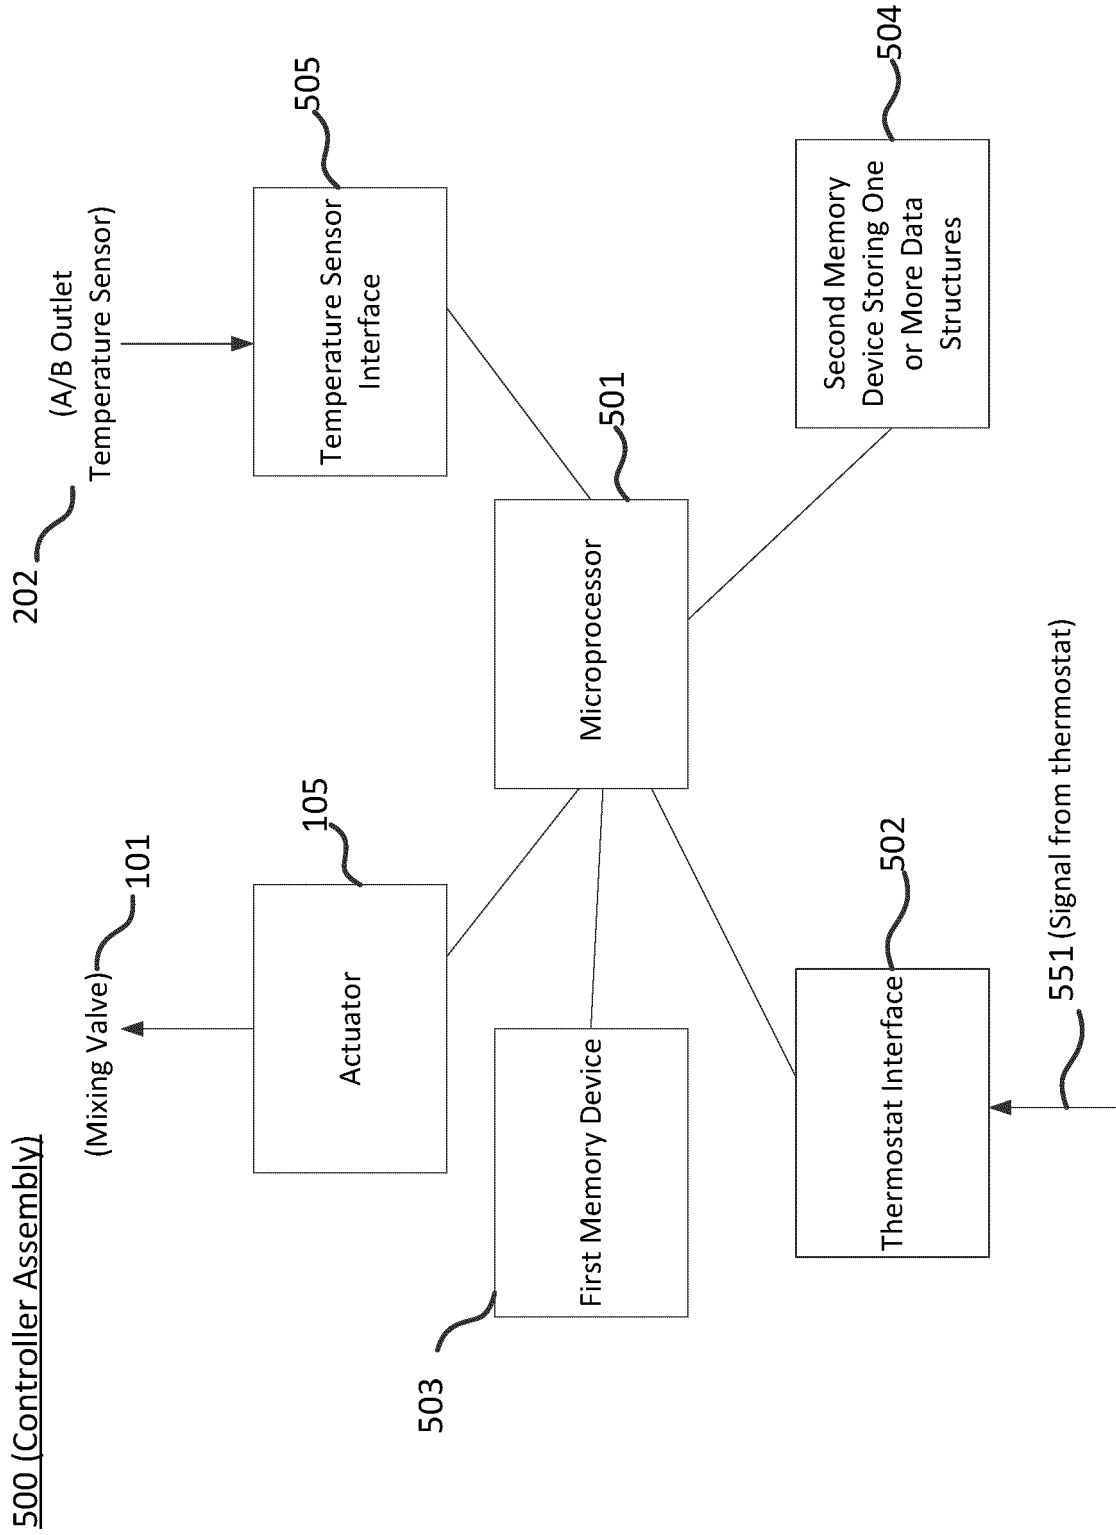 500 (Controller Assembly)
(Mixing Valve)
101
202
(A/B Outlet
Temperature Sensor)
Actuator
105
Temperature Sensor
Interface
505
503
First Memory Device
Microprocessor
501
Thermostat Interface
502
Second Memory
Device Storing One
or More Data
Structures
504
551 (Signal from thermostat)